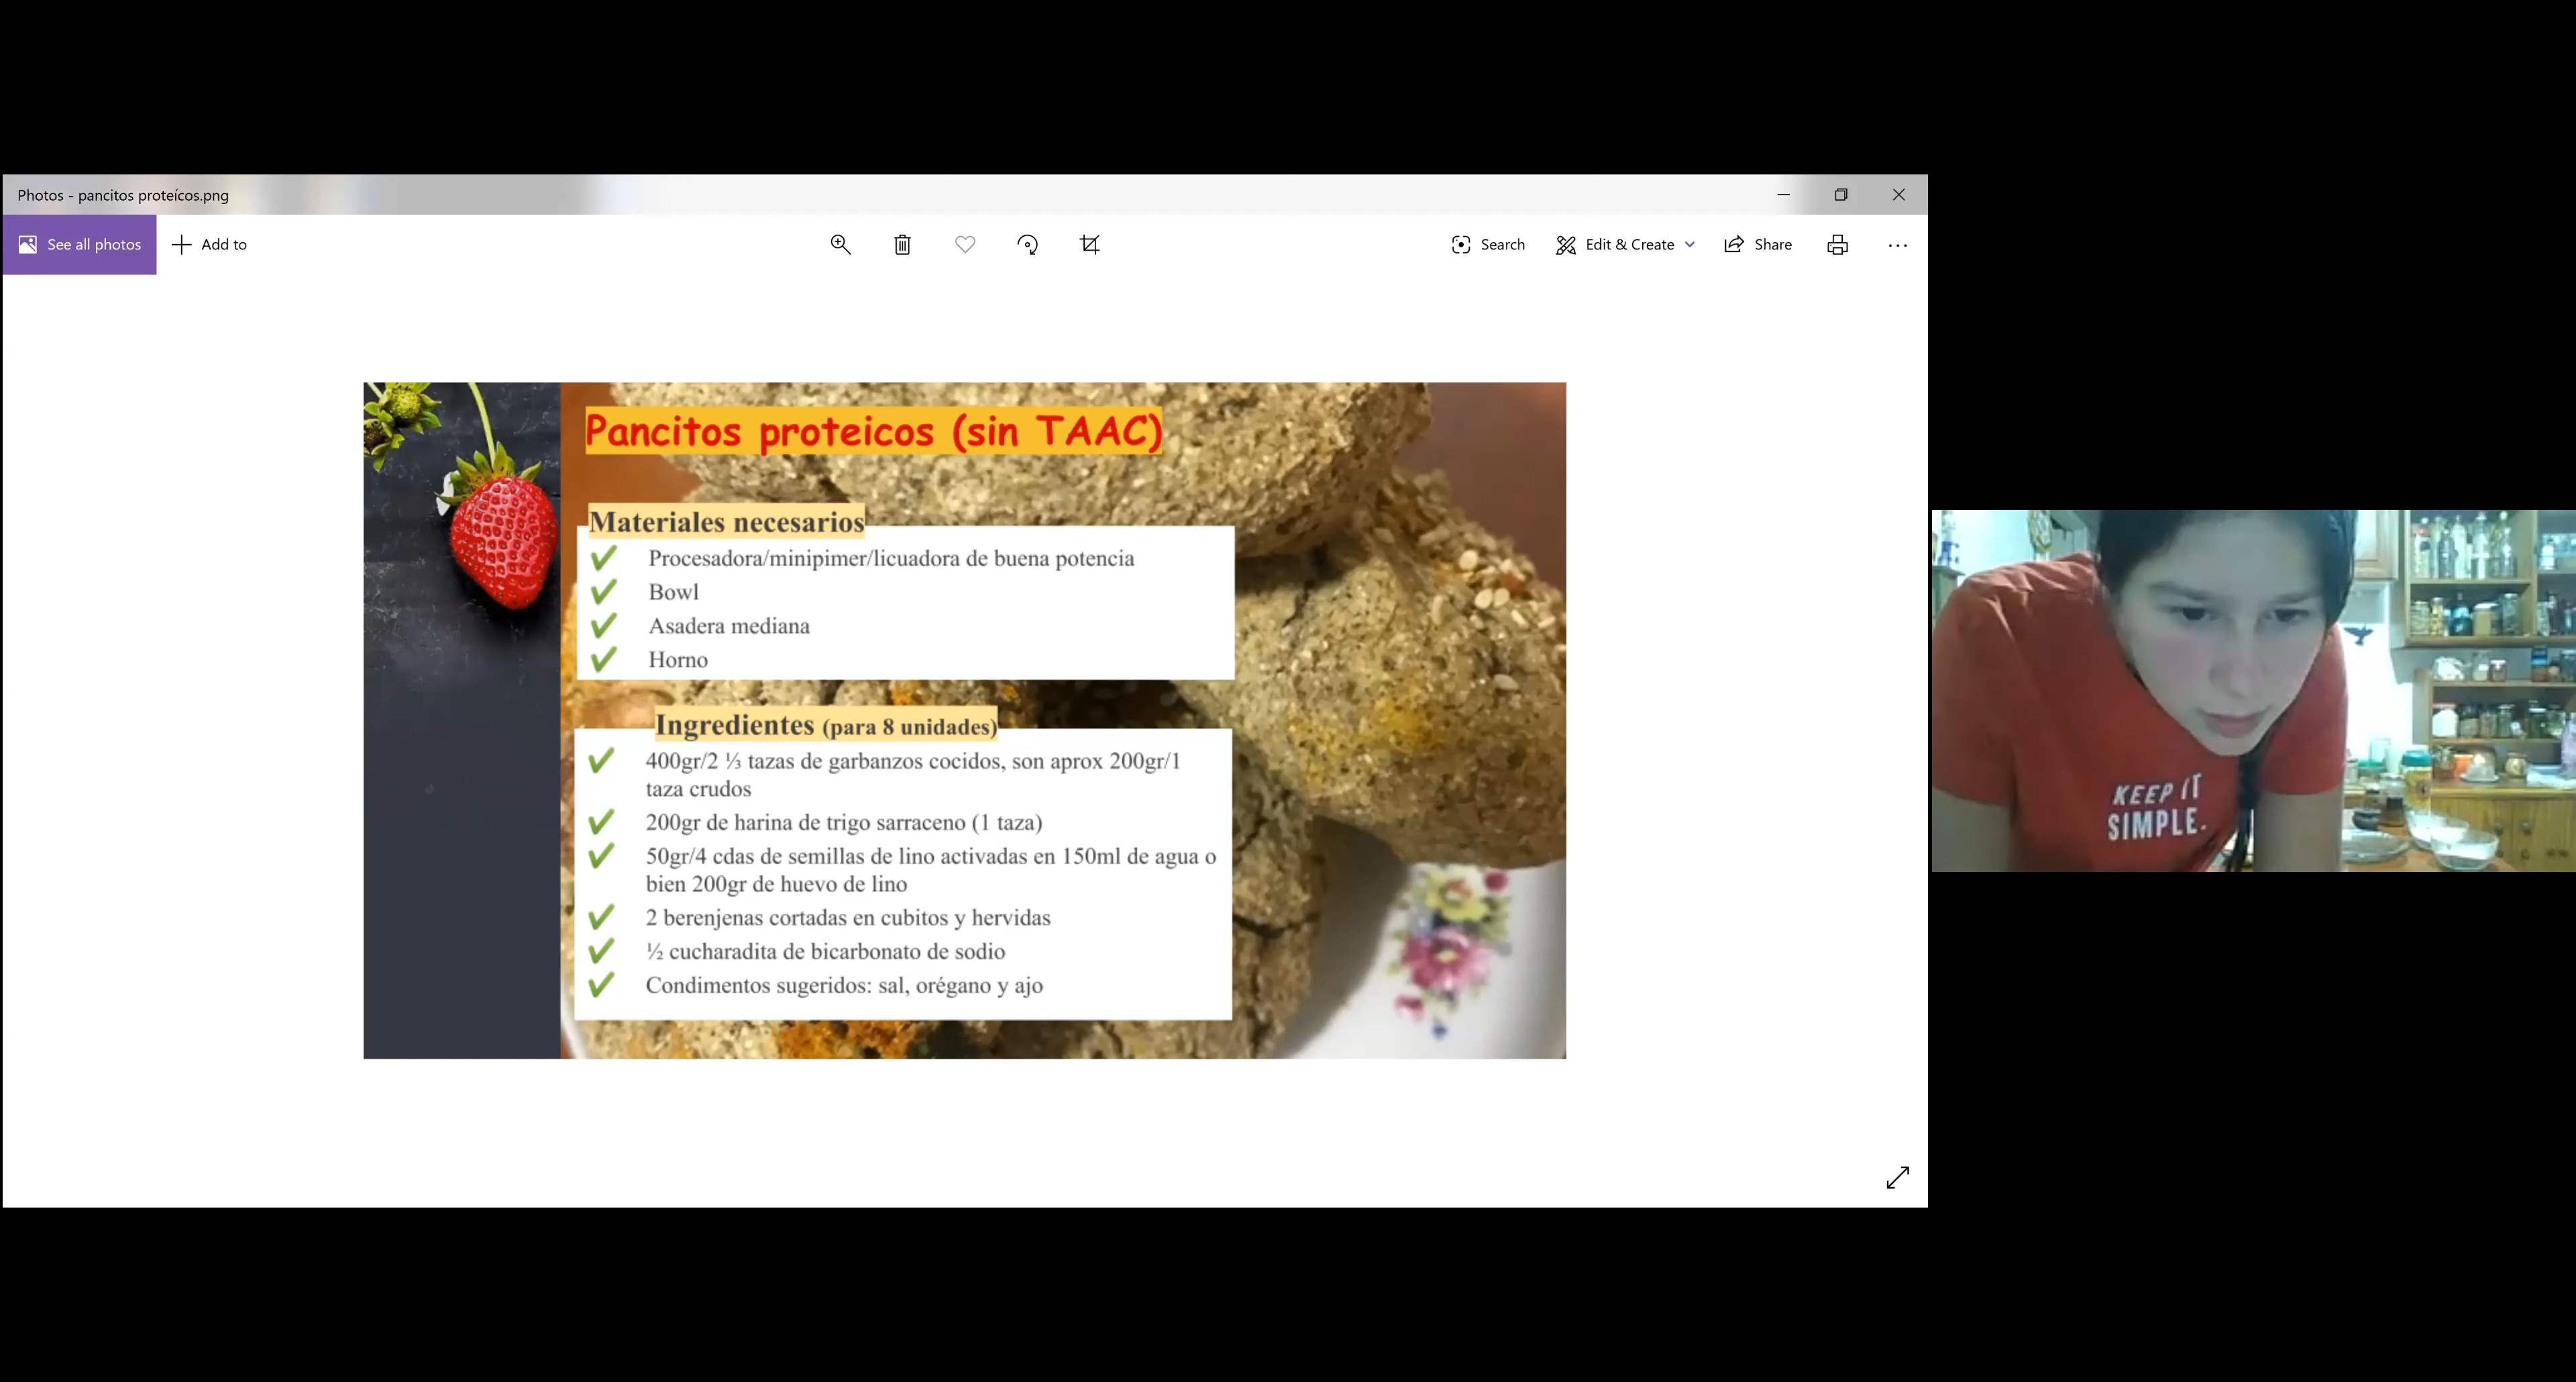 Photos - pancitos proteícos.png
See all photos
Add to
Search
Edit & Create
Share
Pancitos proteicos (sin TAAC)
Materiales necesarios
Procesadora/minipimer/licuadora de buena potencia
Bowl
Asadera mediana
Horno
Ingredientes (para 8 unidades)
400gr/2 ⅓ tazas de garbanzos cocidos, son aprox 200gr/1
taza crudos
200gr de harina de trigo sarraceno (1 taza)
50gr/4 cdas de semillas de lino activadas en 150ml de agua o
bien 200gr de huevo de lino
2 berenjenas cortadas en cubitos y hervidas
½ cucharadita de bicarbonato de sodio
Condimentos sugeridos: sal, orégano y ajo
KEEP IT
SIMPLE.